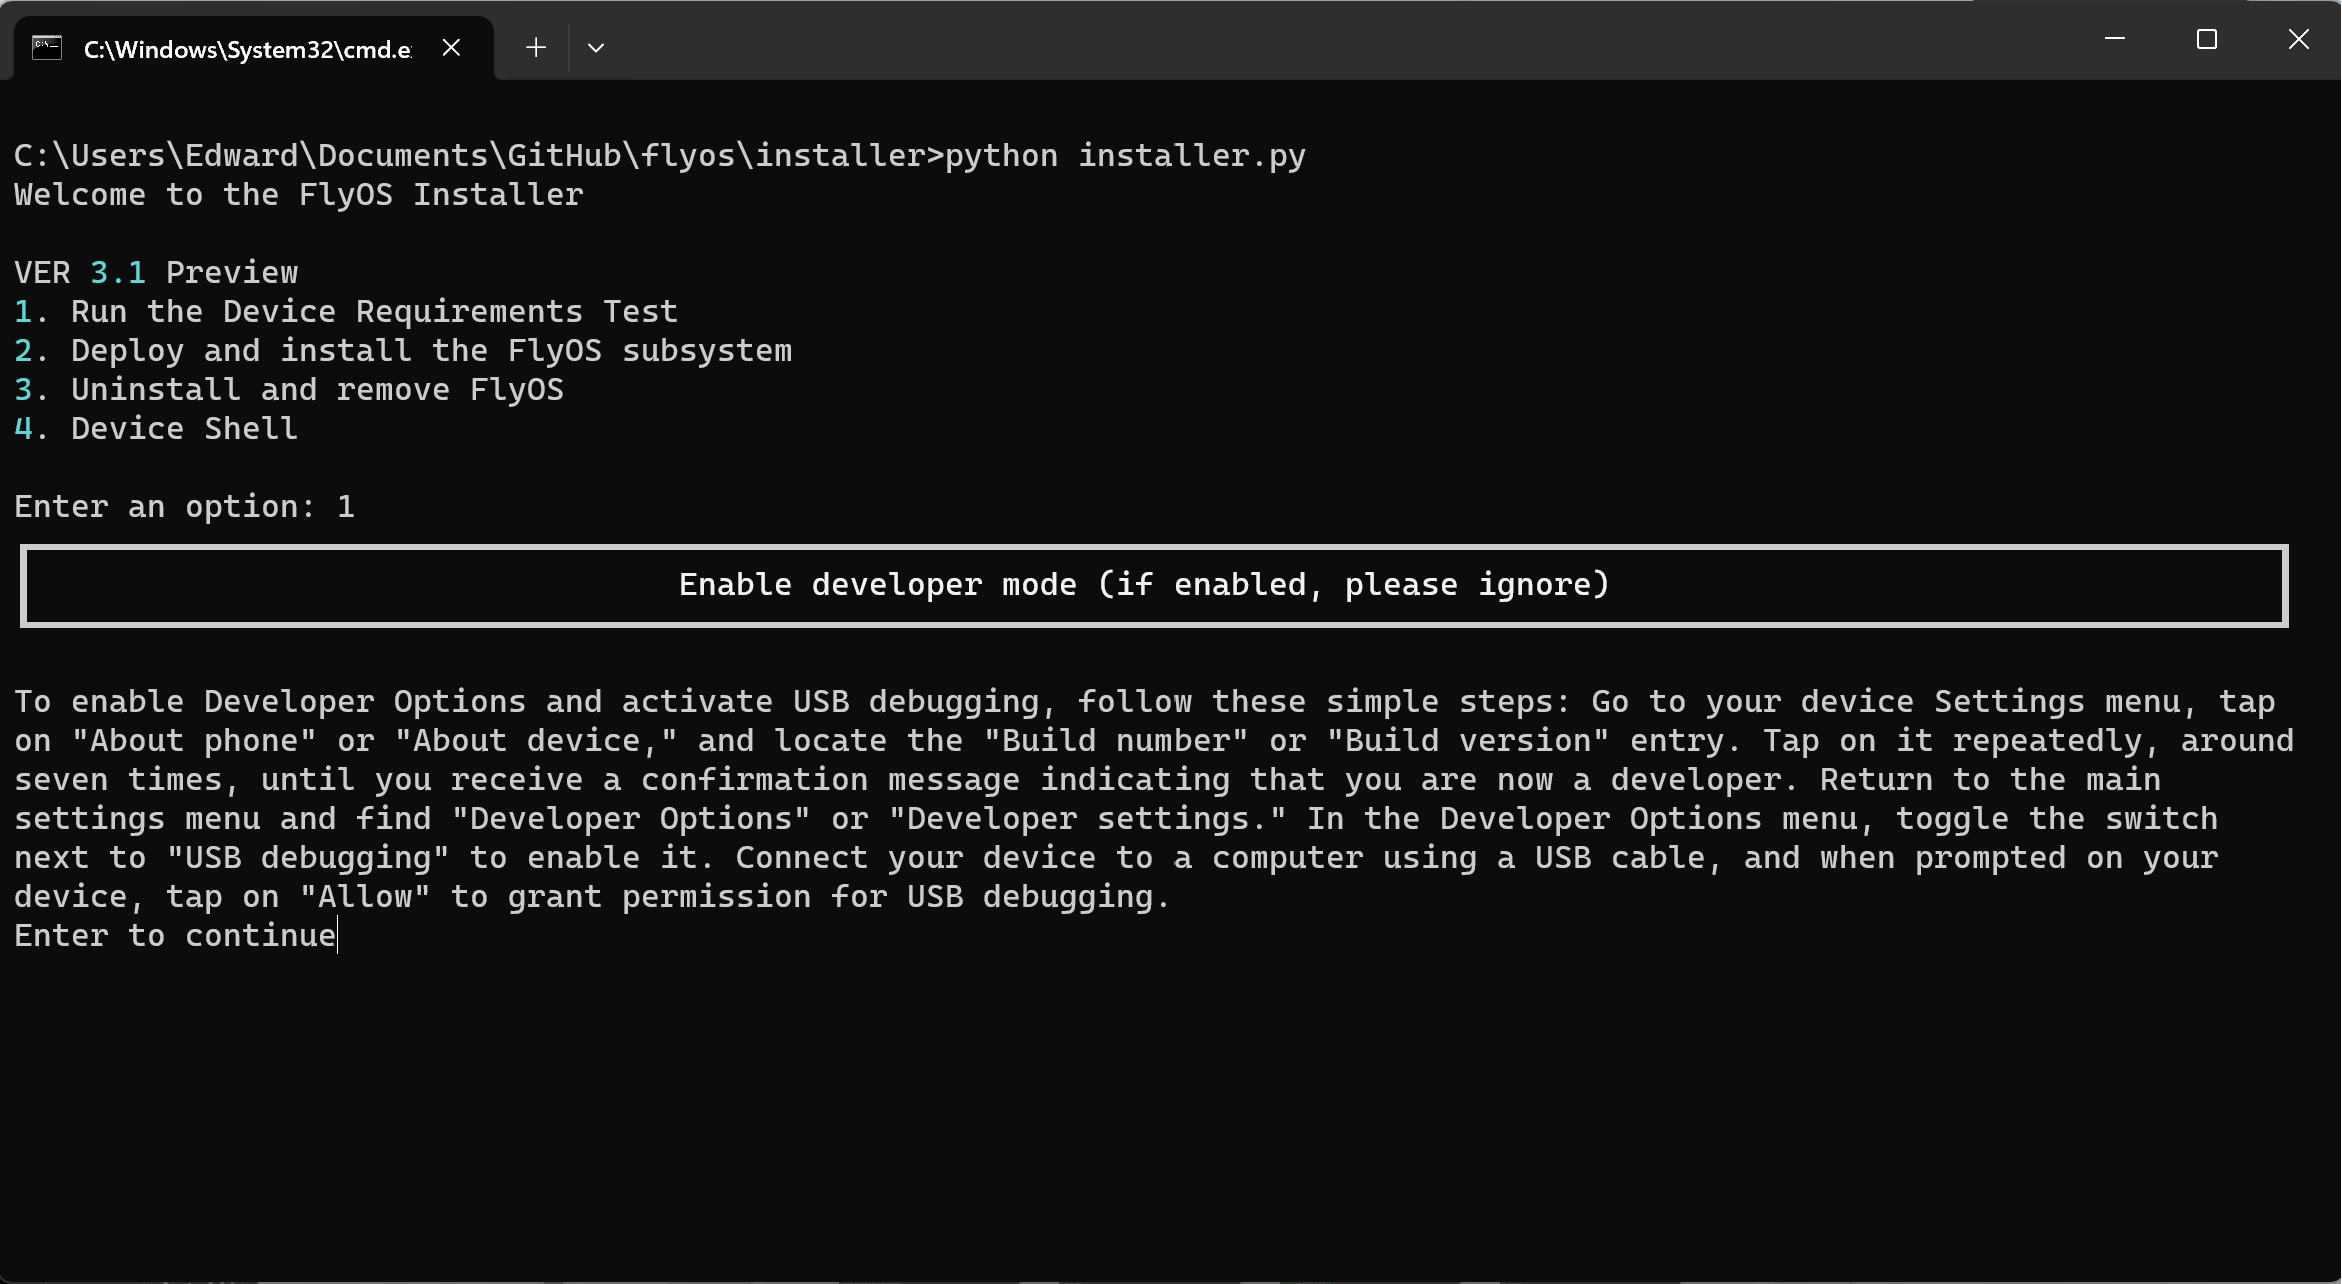 C:\Windows\System32\cmd.e
C:\Users\Edward\Documents\GitHub\flyos\installer>python installer.py
Welcome to the FlyOS Installer
VER 3.1 Preview
1. Run the Device Requirements Test
2. Deploy and install the FlyOS subsystem
3. Uninstall and remove FlyOS
4. Device Shell
Enter an option: 1
Enable developer mode (if enabled, please ignore)
To enable Developer Options and activate USB debugging, follow these simple steps: Go to your device Settings menu, tap
on "About phone" or "About device," and locate the "Build number" or "Build version" entry. Tap on it repeatedly, around
seven times, until you receive a confirmation message indicating that you are now a developer. Return to the main
settings menu and find "Developer Options" or "Developer settings." In the Developer Options menu, toggle the switch
next to "USB debugging" to enable it. Connect your device to a computer using a USB cable, and when prompted on your
device, tap on "Allow" to grant permission for USB debugging.
Enter to continue